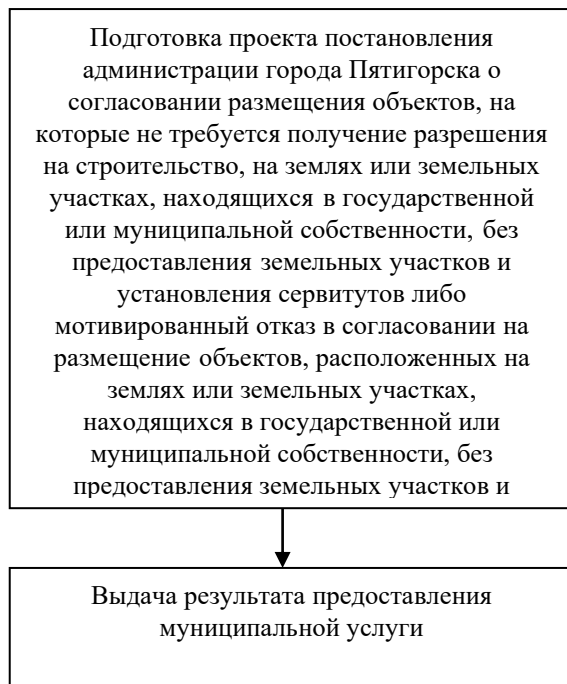 Подготовка проекта постановления
администрации города Пятигорска о
согласовании размещения объектов, на
которые не требуется получение разрешения
на строительство, на землях или земельных
участках, находящихся в государственной
или муниципальной собственности, без
предоставления земельных участков и
установления сервитутов либо
мотивированный отказ в согласовании на
размещение объектов, расположенных на
землях или земельных участках,
находящихся в государственной или
муниципальной собственности, без
предоставления земельных участков и
Выдача результата предоставления
муниципальной услуги